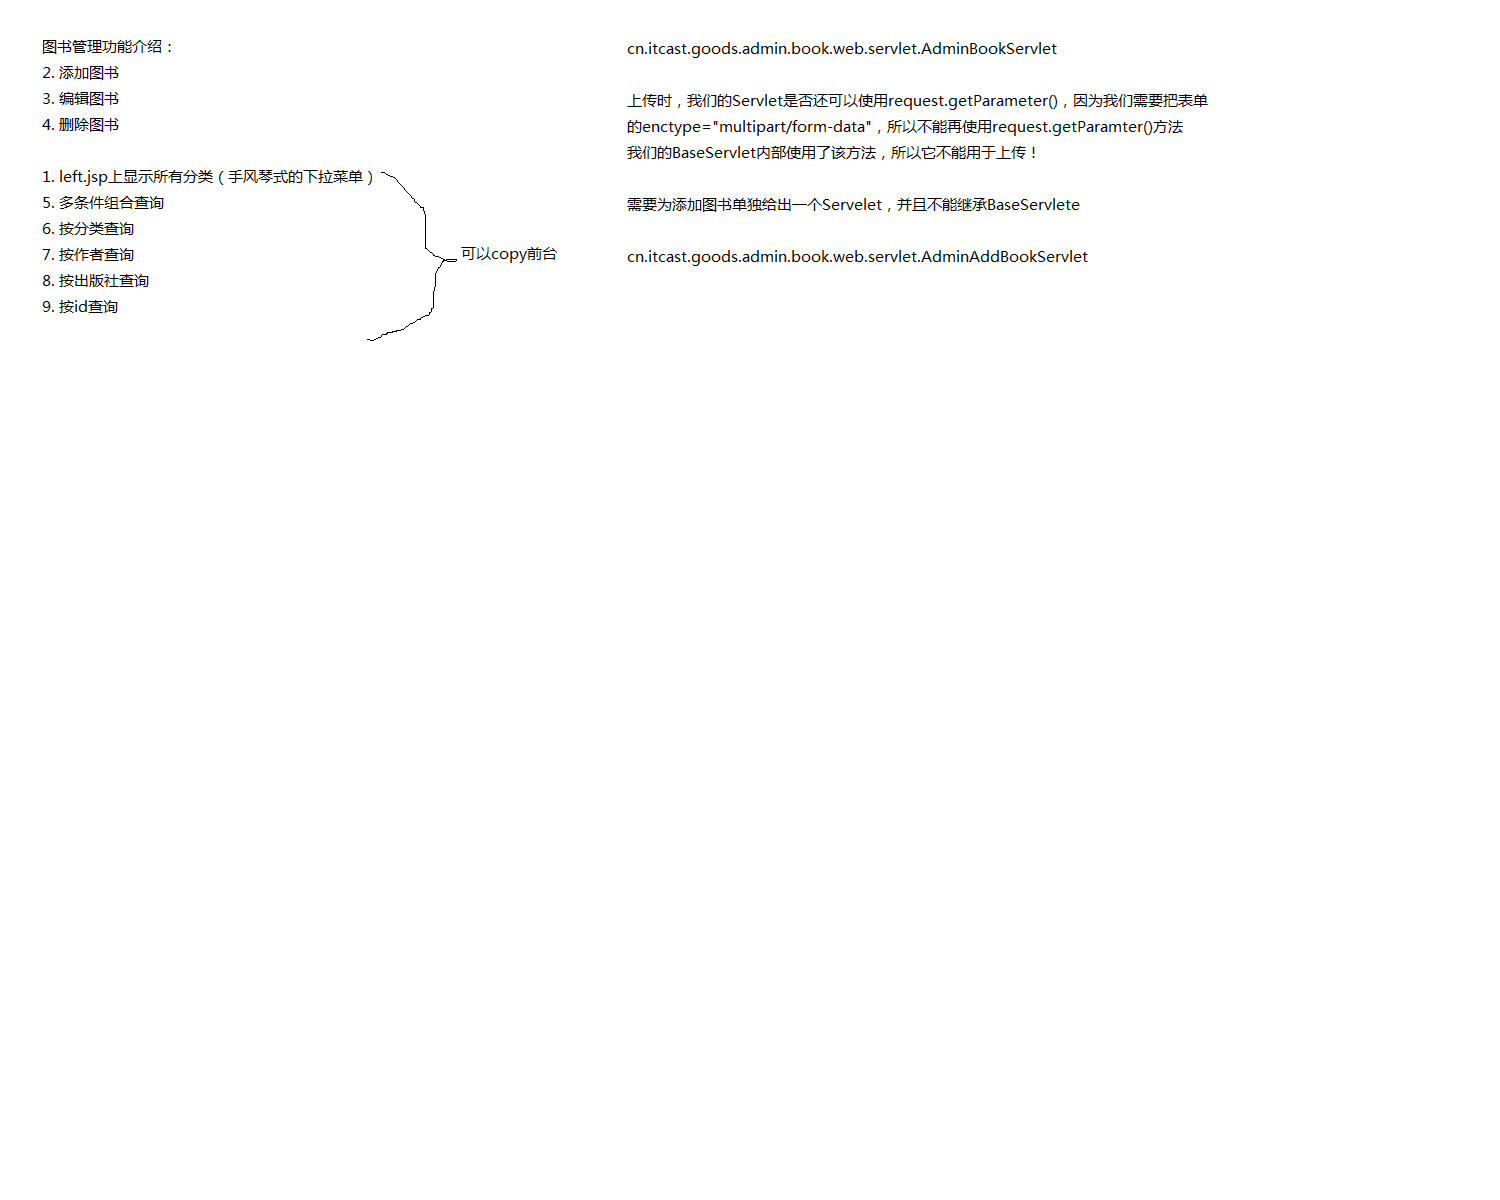 图书管理功能介绍：
2. 添加图书
3. 编辑图书
4. 删除图书
1. left.jsp上显示所有分类（手风琴式的下拉菜单）
5. 多条件组合查询
6. 按分类查询
7. 按作者查询
8. 按出版社查询
9. 按id查询
可以copy前台
cn.itcast.goods.admin.book.web.servlet.AdminBookServlet
上传时，我们的Servlet是否还可以使用request.getParameter()，因为我们需要把表单
的enctype="multipart/form-data"，所以不能再使用request.getParamter()方法
我们的BaseServlet内部使用了该方法，所以它不能用于上传！
需要为添加图书单独给出一个Servelet，并且不能继承BaseServlete
cn.itcast.goods.admin.book.web.servlet.AdminAddBookServlet